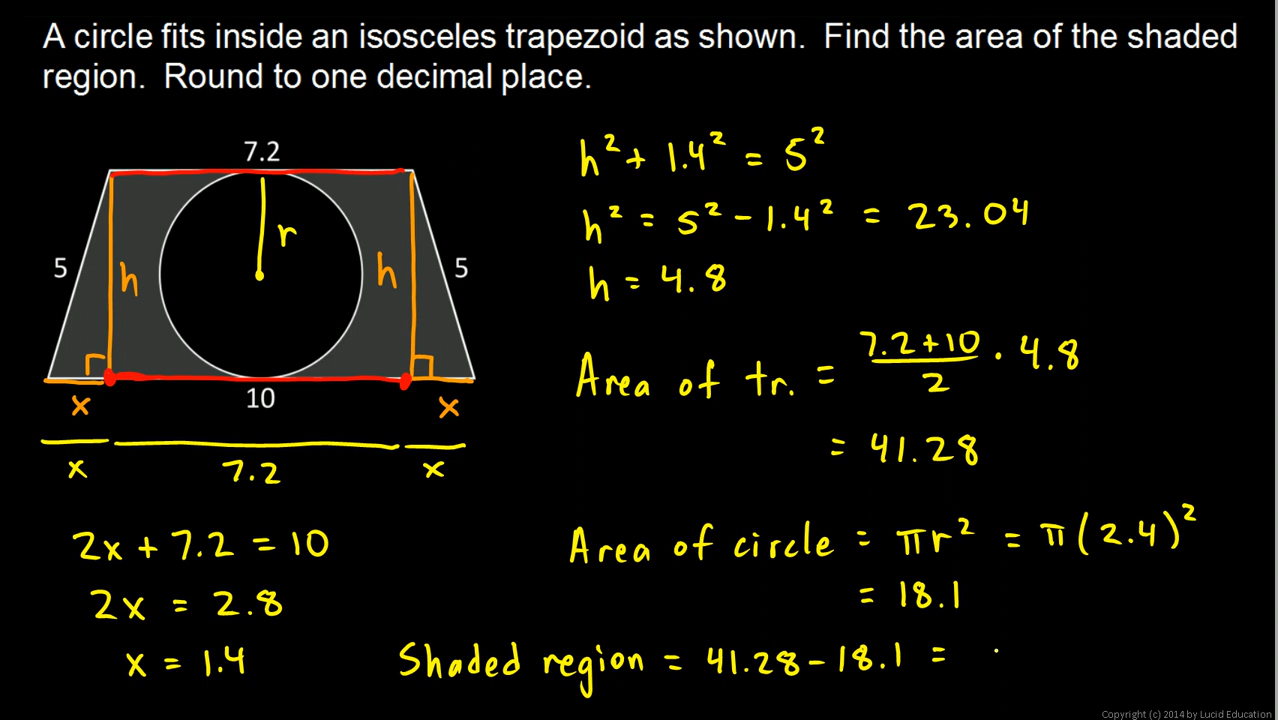 A circle fits inside an isosceles trapezoid as shown. Find the area of the shaded
region. Round to one decimal place.
7.2
r
5
h
h
5
x
10
x
x
7.2
x
2x + 7.2 = 10
2x = 2.8
x = 1.4
h² + 1.4² = 5²
h² = 5² - 1.4² = 23.04
h = 4.8
Area of tr. = (7.2+10)/2 · 4.8
= 41.28
Area of circle = πr² = π(2.4)²
= 18.1
Shaded region = 41.28 - 18.1 =
Copyright (c) 2014 by Lucid Education